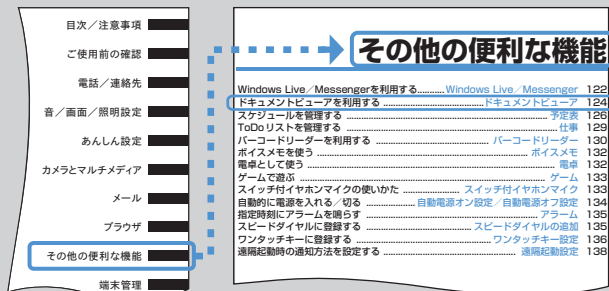 目次／注意事項
ご使用前の確認
電話／連絡先
音／画面／照明設定
あんしん設定
カメラとマルチメディア
メール
ブラウザ
その他の便利な機能
端末管理
その他の便利な機能
Windows Live／Messengerを利用する..........Windows Live／Messenger 122
ドキュメントビューアを利用する..........ドキュメントビューア 124
スケジュールを管理する..........予定表 126
ToDoリストを管理する..........仕事 129
バーコードリーダーを利用する..........バーコードリーダー 130
ボイスメモを使う..........ボイスメモ 132
電卓として使う..........電卓 132
ゲームで遊ぶ..........ゲーム 133
スイッチ付イヤホンマイクの使いかた..........スイッチ付イヤホンマイク 133
自動的に電源を入れる／切る..........自動電源オン設定／自動電源オフ設定 134
指定時刻にアラームを鳴らす..........アラーム 135
スピードダイヤルに登録する..........スピードダイヤルの追加 135
ワンタッチキーに登録する..........ワンタッチキー設定 136
遠隔起動時の通知方法を設定する..........遠隔起動設定 138